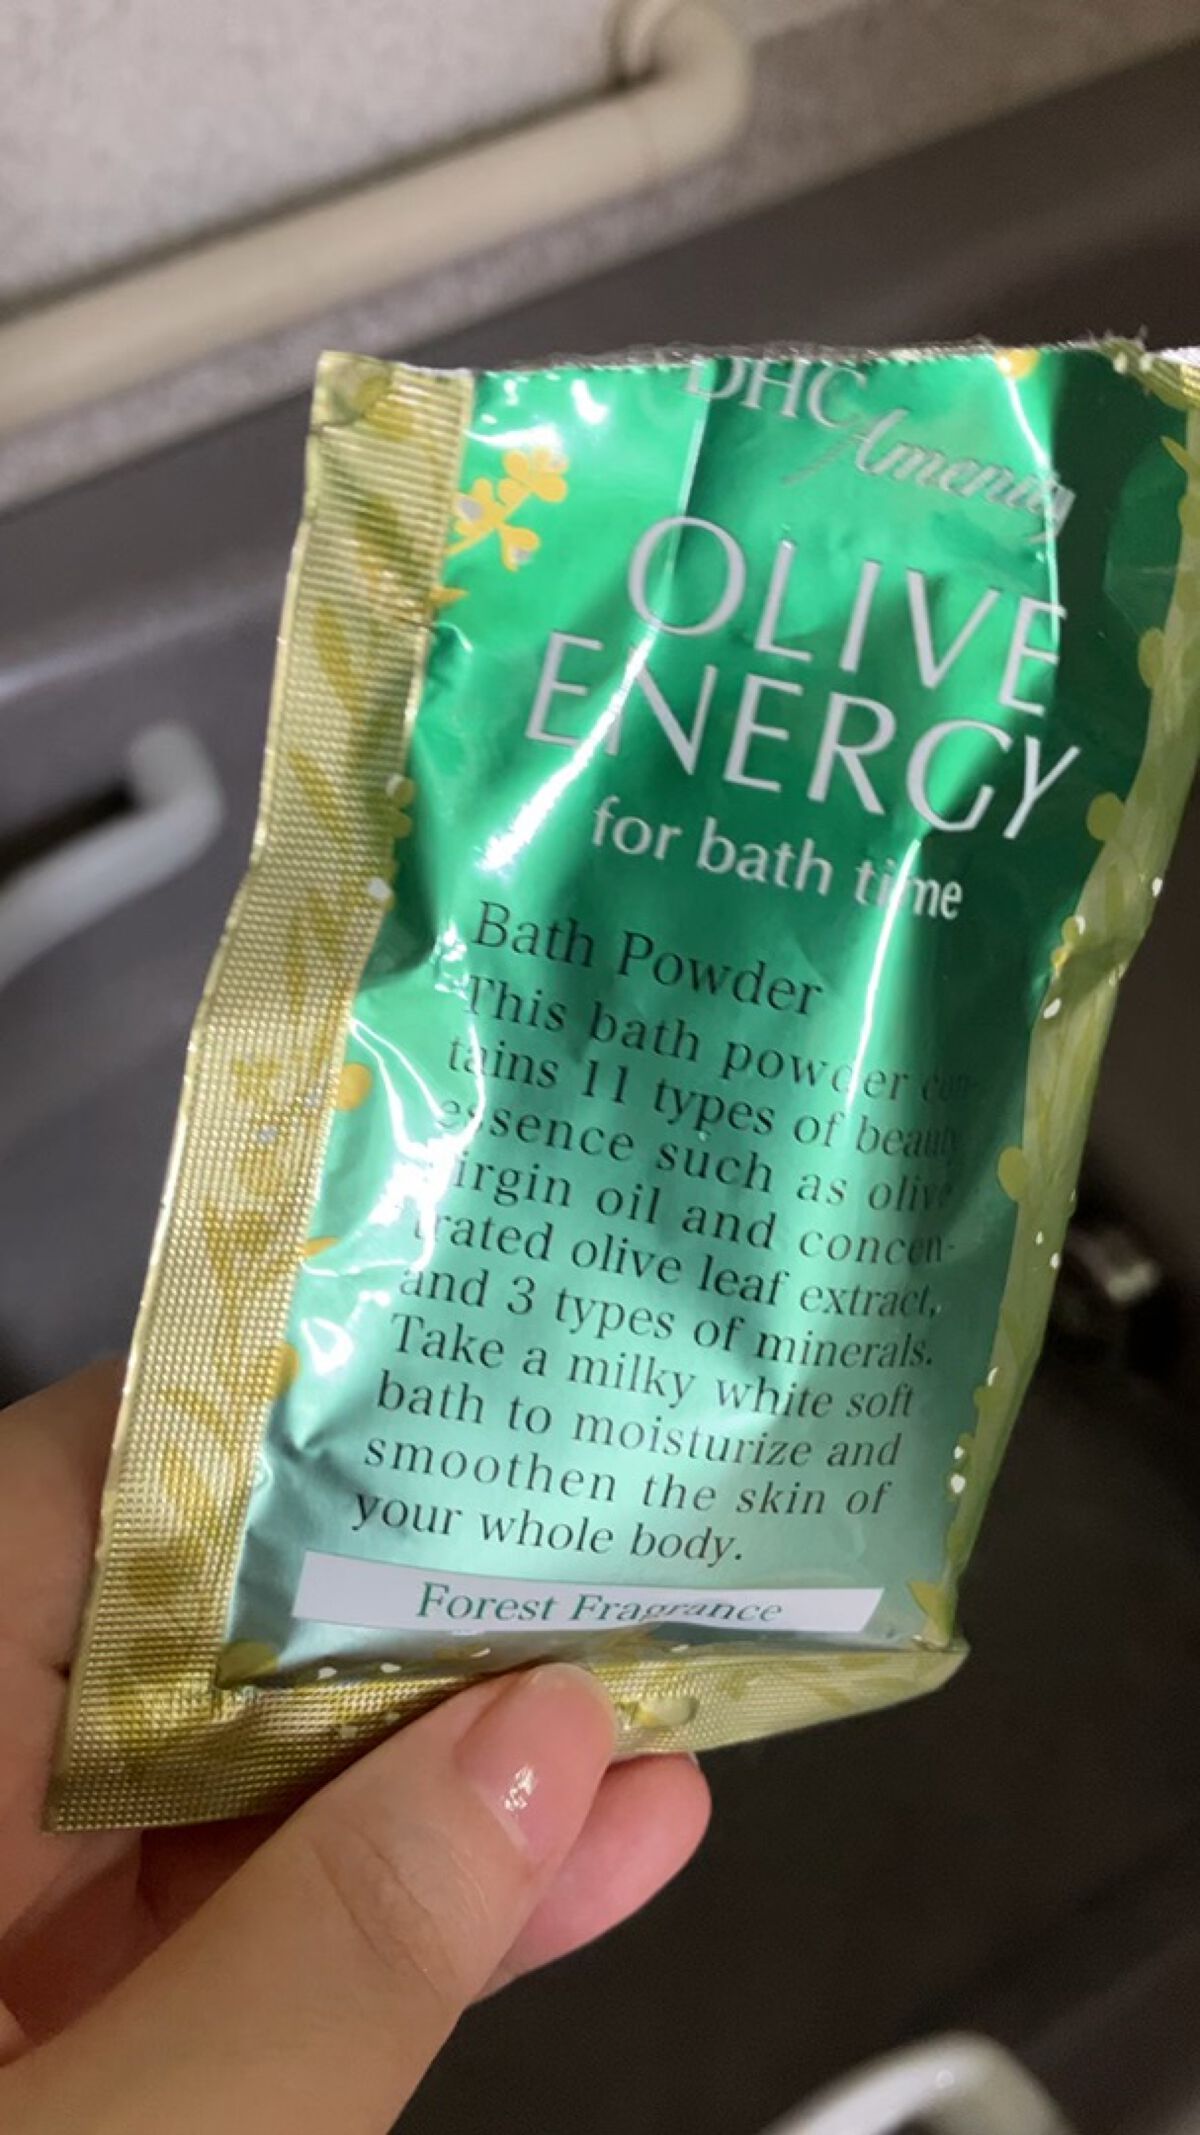 DHC
Amenity
OLIVE
ENERGY
for bath time
Bath Powder
This bath powder con-
tains 11 types of beauty
essence such as olive
virgin oil and concen-
trated olive leaf extract,
and 3 types of minerals.
Take a milky white soft
bath to moisturize and
smoothen the skin of
your whole body.
Forest Fragrance